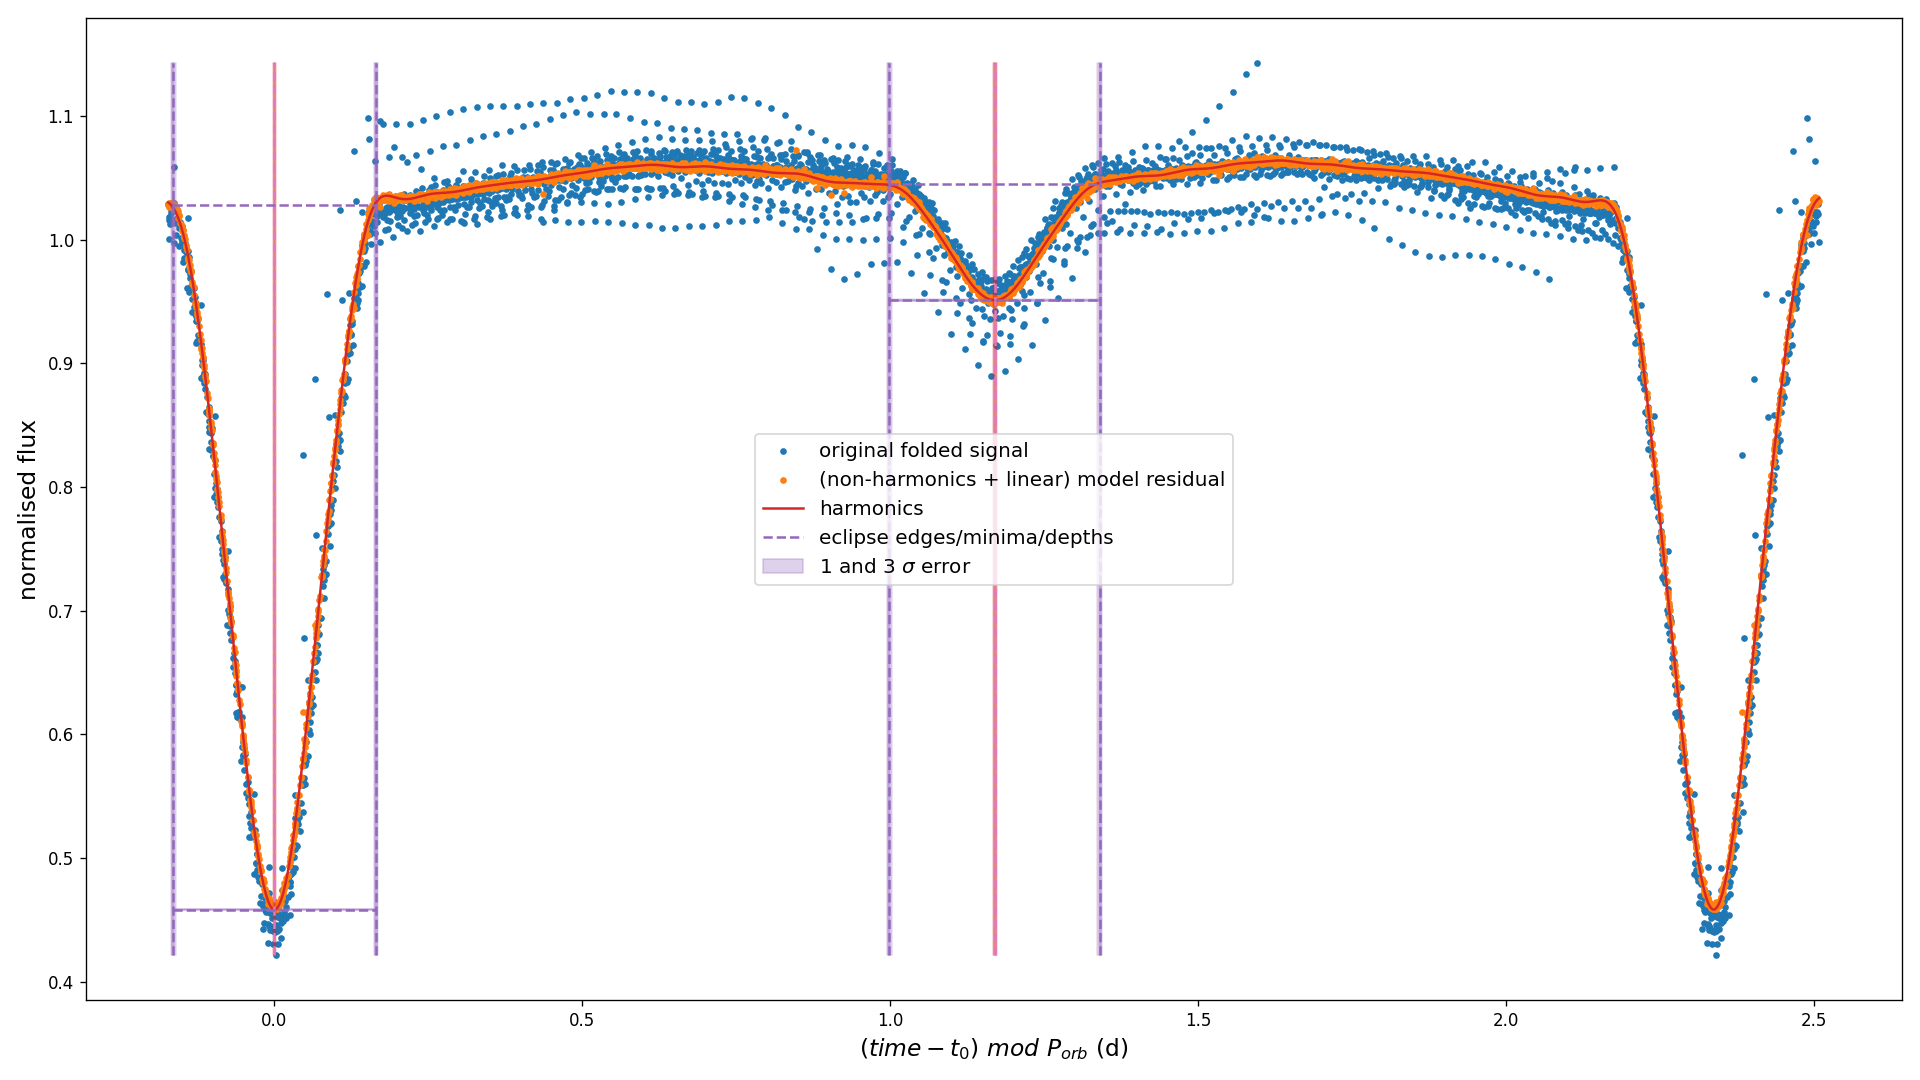 normalised flux
1.1
1.0
0.9
0.8
0.7
0.6
0.5
0.4
original folded signal
(non-harmonics + linear) model residual
harmonics
eclipse edges/minima/depths
1 and 3 σ error
0.0 0.5 1.0 1.5 2.0 2.5
(time − t₀) mod Pₒᵣb (d)